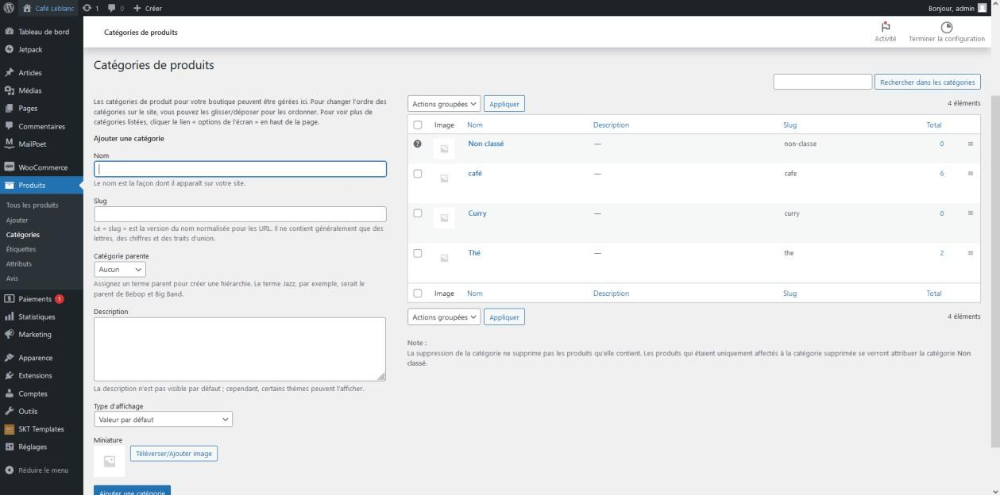 Café Leblanc
1
0
Créer
Bonjour, admin
Tableau de bord
Jetpack
Articles
Médias
Pages
Commentaires
MailPoet
WooCommerce
Produits
Tous les produits
Ajouter
Catégories
Étiquettes
Attributs
Avis
Paiements 1
Statistiques
Marketing
Apparence
Extensions
Comptes
Outils
SKT Templates
Réglages
Réduire le menu
Catégories de produits
Activité
Terminer la configuration
Catégories de produits
Rechercher dans les catégories
Les catégories de produit pour votre boutique peuvent être gérées ici. Pour changer l'ordre des
catégories sur le site, vous pouvez les glisser/déposer pour les ordonner. Pour voir plus de
catégories listées, cliquer le lien « options de l'écran » en haut de la page.
Ajouter une catégorie
Nom
Le nom est la façon dont il apparaît sur votre site.
Slug
Le « slug » est la version du nom normalisée pour les URL. Il ne contient généralement que des
lettres, des chiffres et des traits d'union.
Catégorie parente
Aucun
Assignez un terme parent pour créer une hiérarchie. Le terme Jazz, par exemple, serait le
parent de Bebop et Big Band.
Description
La description n'est pas visible par défaut ; cependant, certains thèmes peuvent l'afficher.
Type d'affichage
Valeur par défaut
Miniature
Téléverser/Ajouter image
Ajouter une catégorie
Actions groupées
Appliquer
4 éléments
Image Nom Description Slug Total
Non classé — non-classe 0
café — cafe 6
Curry — curry 0
Thé — the 2
Image Nom Description Slug Total
Actions groupées
Appliquer
4 éléments
Note :
La suppression de la catégorie ne supprime pas les produits qu'elle contient. Les produits qui étaient uniquement affectés à la catégorie supprimée se verront attribuer la catégorie Non
classé.